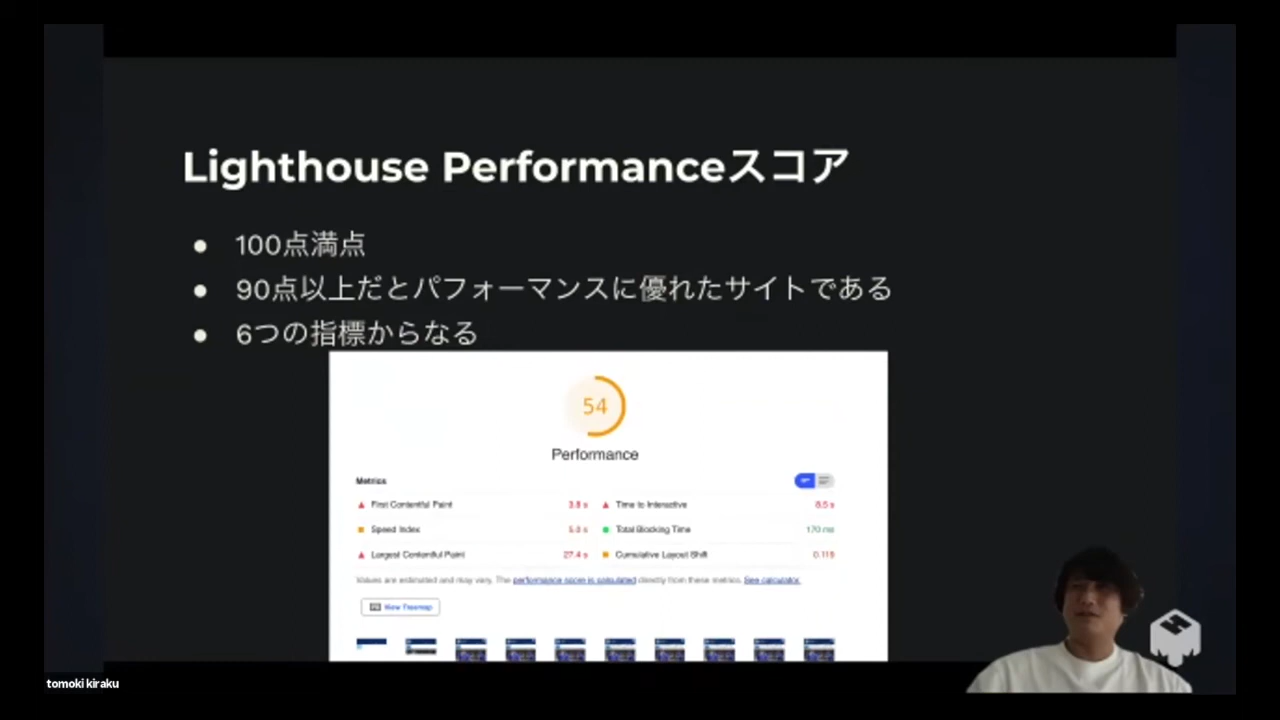 Lighthouse Performanceスコア
● 100点満点
● 90点以上だとパフォーマンスに優れたサイトである
● 6つの指標からなる
54
Performance
Metrics
First Contentful Paint 3.8 s
Time to Interactive 8.5 s
Speed Index
Total Blocking Time 170 ms
Largest Contentful Paint 27.4 s
Cumulative Layout Shift 0.119
Values are estimated and may vary. The performance score is calculated directly from these metrics. See calculator.
View Treemap
tomoki kiraku